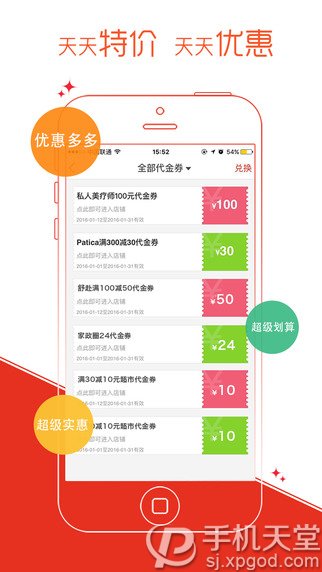 天天特价 天天优惠
优惠多多
联通 15:52 54%
全部代金券 兑换
私人美疗师100元代金券
点此即可进入店铺
2016-01-12至2016-01-31有效
¥100
Patica满300减30代金券
点此即可进入店铺
2016-01-01至2016-01-31有效
¥30
舒赴满100减50代金券
点此即可进入店铺
2016-01-01至2016-01-31有效
¥50
超级划算
家政圈24代金券
点此即可进入店铺
2016-01-01至2016-01-31有效
¥24
满30减10元超市代金券
点此即可进入店铺
2016-01-12至2016-01-31有效
¥10
超级实惠
0减10元超市代金券
即可进入店铺
2016-01-01至2016-01-31有效
¥10
手机天堂
sj.xpgod.com